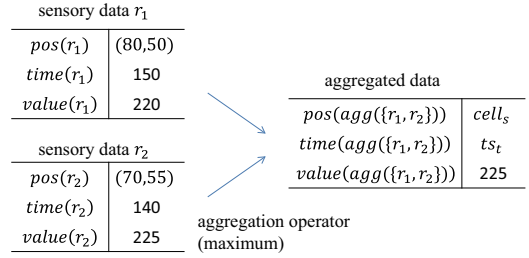 sensory data r₁
pos(r₁) (80,50)
time(r₁) 150
value(r₁) 220
sensory data r₂
pos(r₂) (70,55)
time(r₂) 140
value(r₂) 225
aggregation operator
(maximum)
aggregated data
pos(agg({r₁,r₂})) cellₛ
time(agg({r₁,r₂})) tsₜ
value(agg({r₁,r₂})) 225